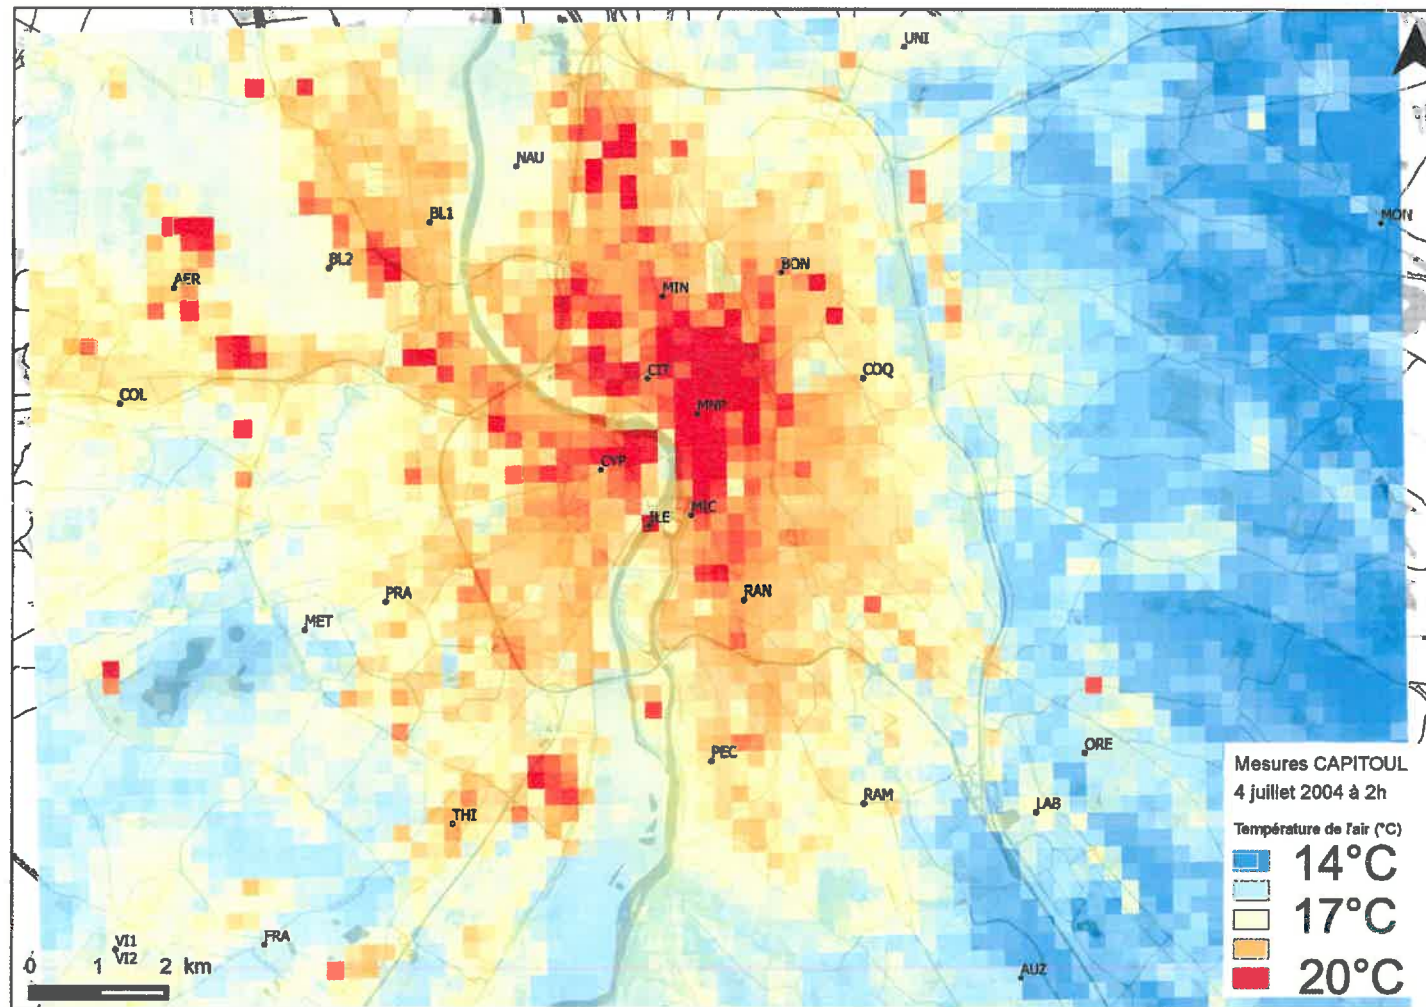 UNI
NAU
MON
BL1
BL2
BON
AER
MIN
CIT
COQ
COL
MNP
CYP
MIC
ILE
PRA
RAN
MET
ORE
PEC
RAM
LAB
THI
FRA
VI1
VI2
AUZ
0 1 2 km
Mesures CAPITOUL
4 juillet 2004 à 2h
Température de l'air (°C)
14°C
17°C
20°C